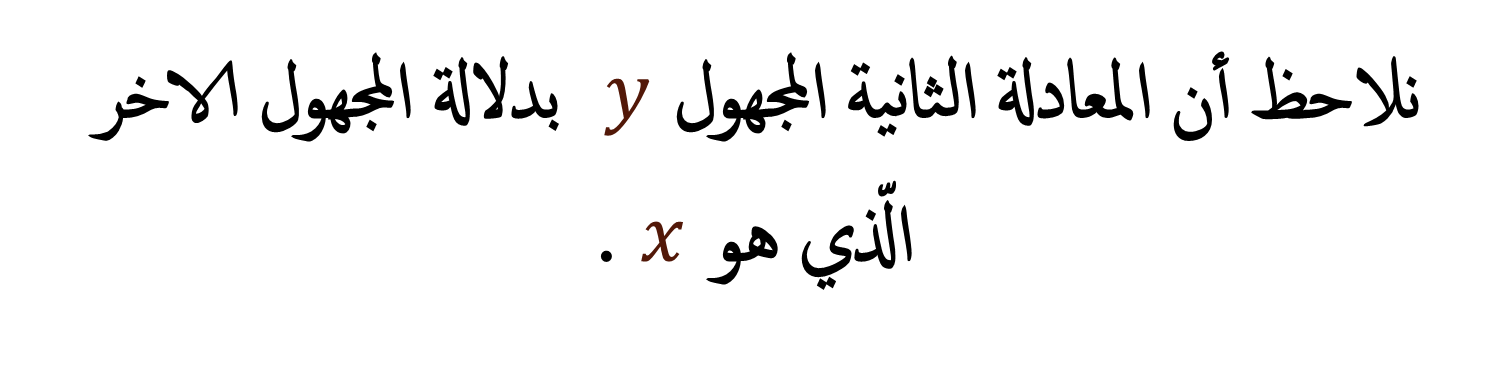 نلاحظ أن المعادلة الثانية المجهول y بدلالة المجهول الاخر
الّذي هو x .